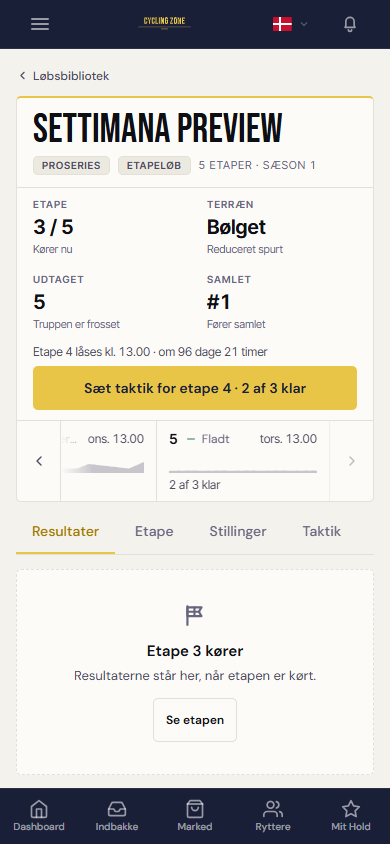 CYCLING ZONE
Løbsbibliotek
SETTIMANA PREVIEW
PROSERIES ETAPELØB 5 ETAPER · SÆSON 1
ETAPE TERRÆN
3 / 5 Bølget
Kører nu Reduceret spurt
UDTAGET SAMLET
5 #1
Truppen er frosset Fører samlet
Etape 4 låses kl. 13.00 · om 96 dage 21 timer
Sæt taktik for etape 4 · 2 af 3 klar
ons. 13.00 5 Fladt tors. 13.00
2 af 3 klar
Resultater Etape Stillinger Taktik
Etape 3 kører
Resultaterne står her, når etapen er kørt.
Se etapen
Dashboard Indbakke Marked Ryttere Mit Hold